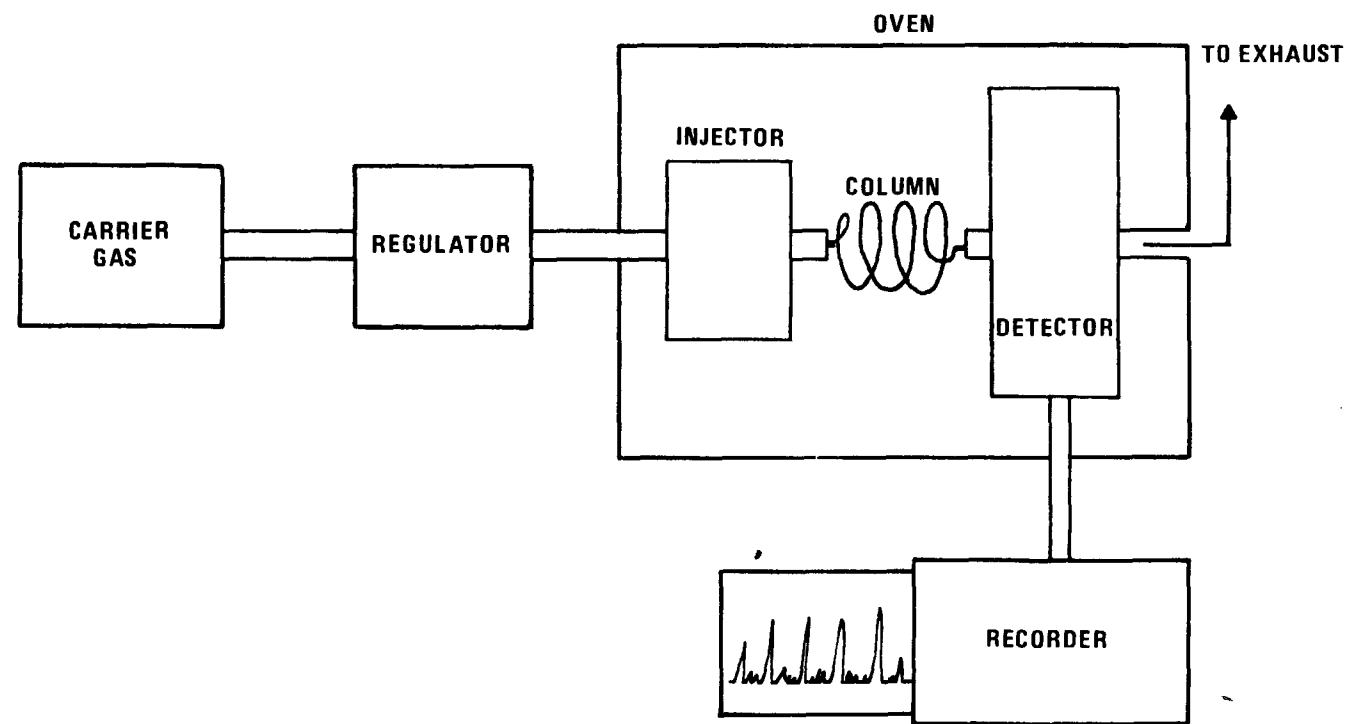 OVEN
TO EXHAUST
INJECTOR
COLUMN
CARRIER
GAS
REGULATOR
DETECTOR
RECORDER